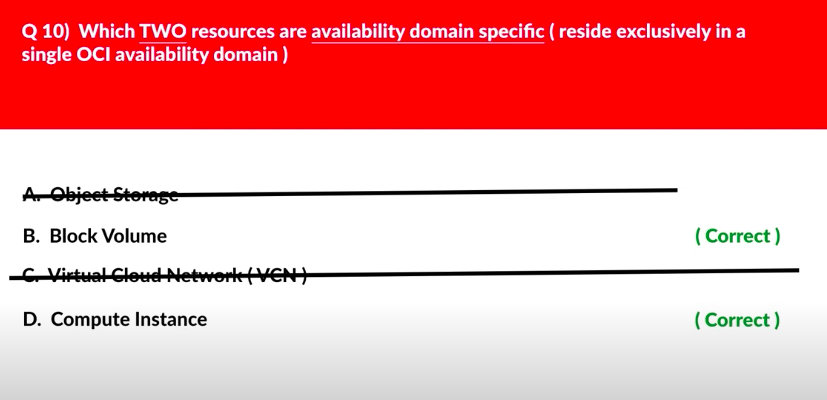 Q 10) Which TWO resources are availability domain specific ( reside exclusively in a
single OCI availability domain )
A. Object Storage
B. Block Volume ( Correct )
C. Virtual Cloud Network ( VCN )
D. Compute Instance ( Correct )